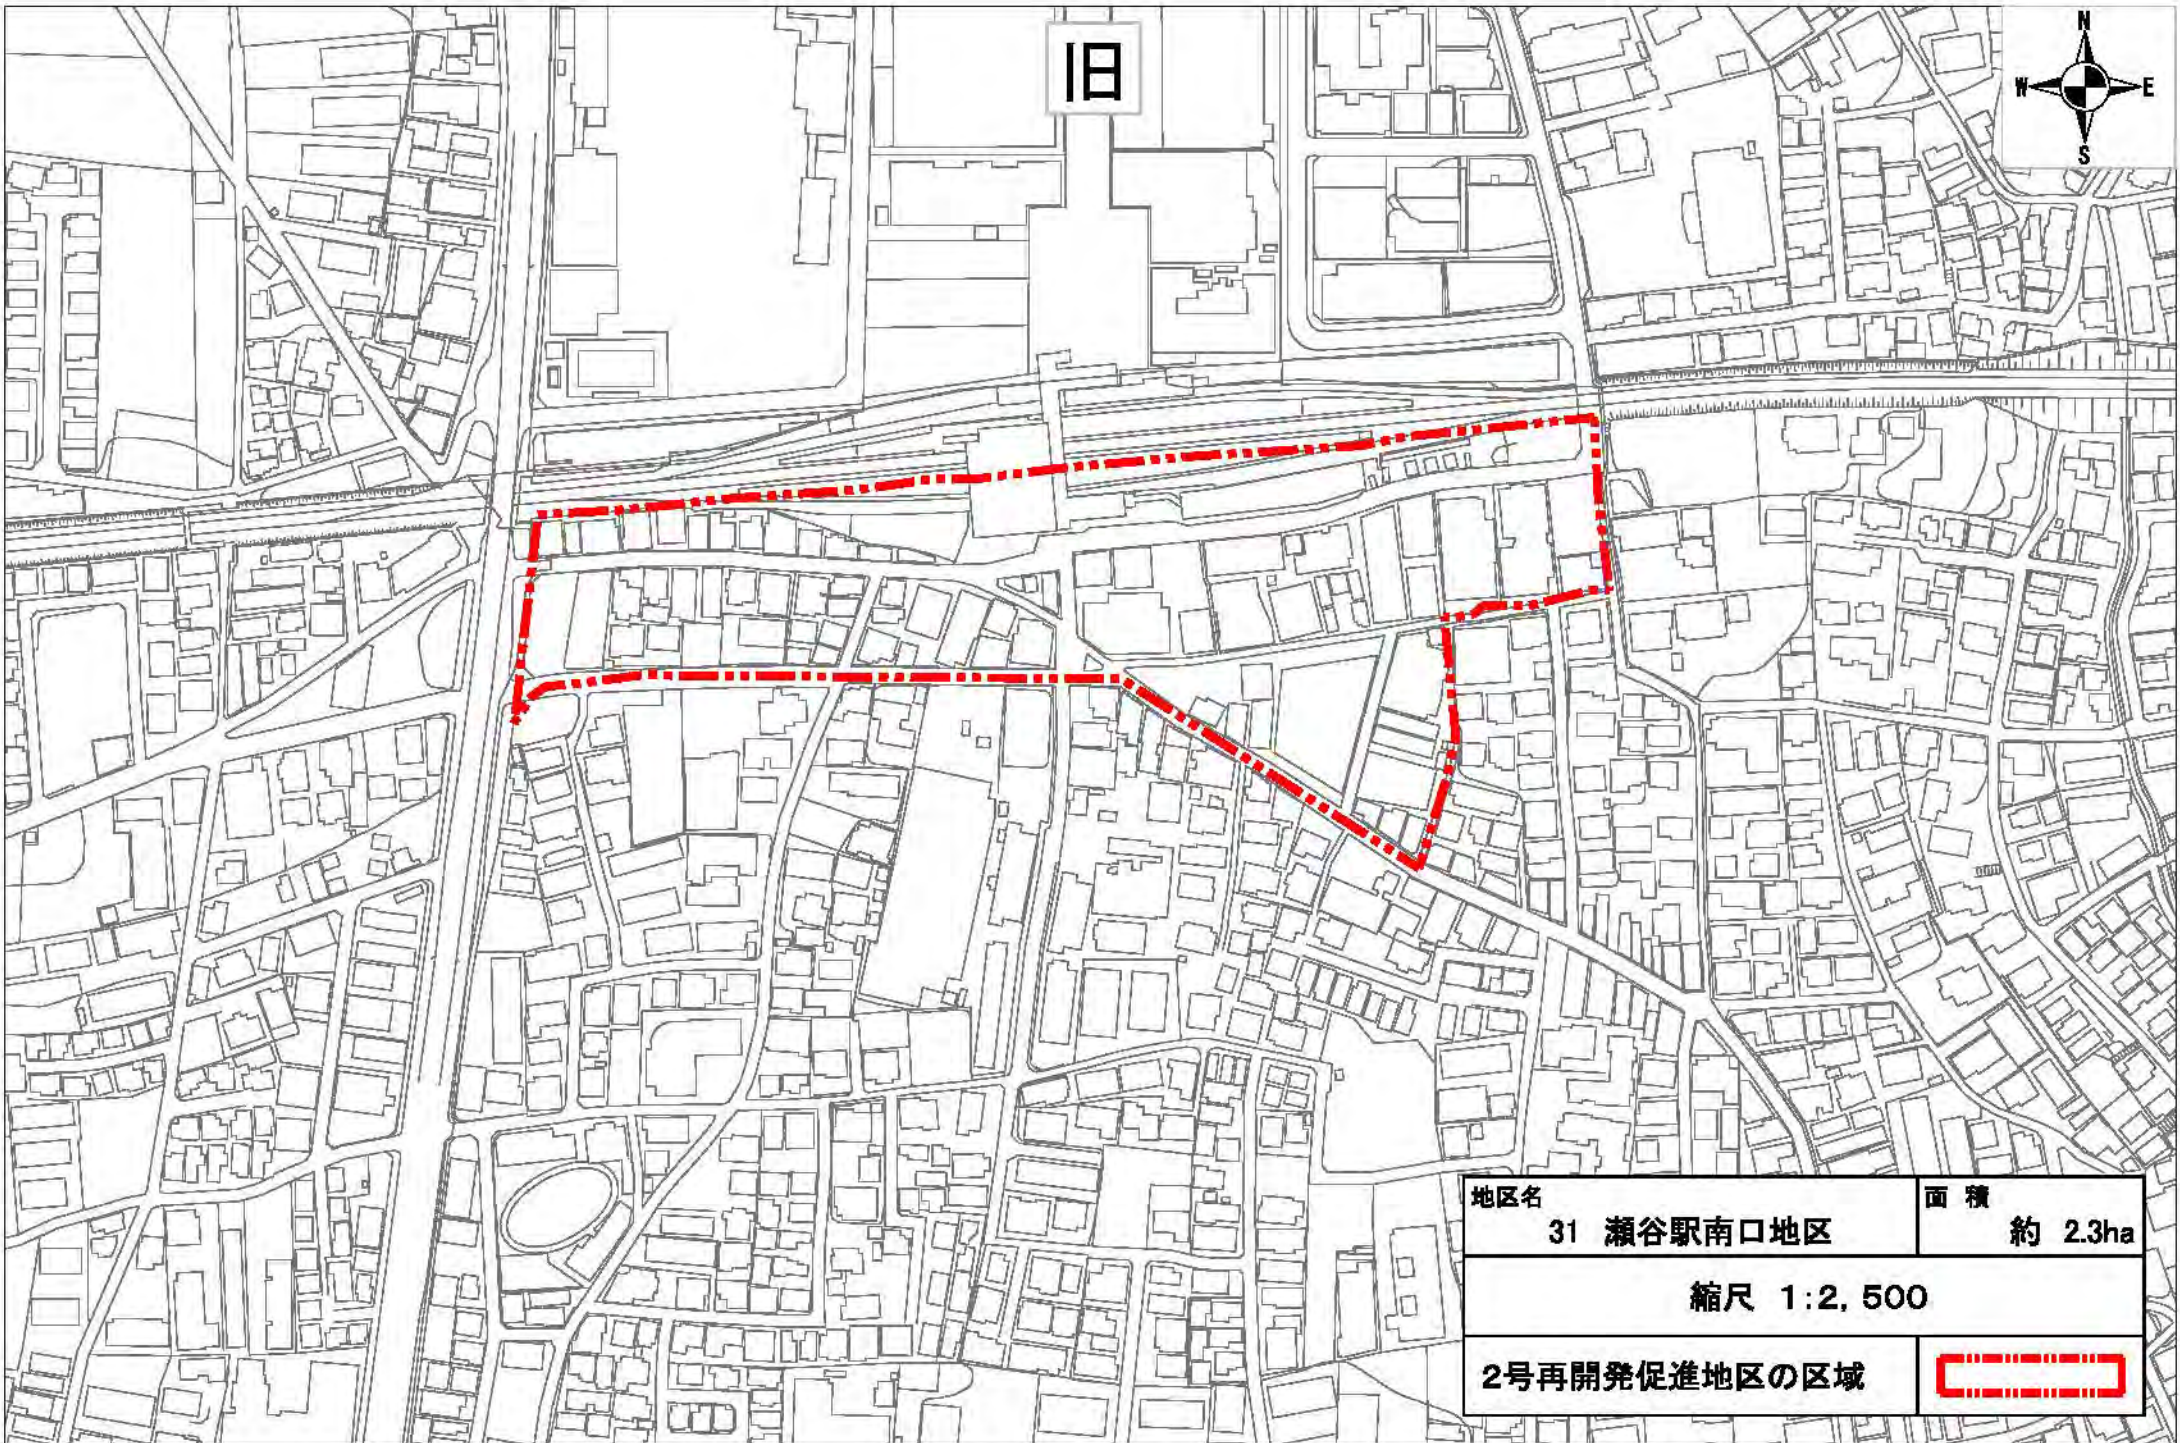 旧
N
W E
S
地区名
31 瀬谷駅南口地区
面 積
約 2.3ha
縮尺 1:2,500
2号再開発促進地区の区域